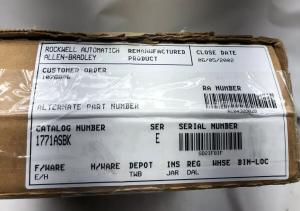 ROCKWELL AUTOMATION REMANUFACTURED CLOSE DATE
ALLEN-BRADLEY PRODUCT 06/05/2002
CUSTOMER ORDER
RA NUMBER
ALTERNATE PART NUMBER
CATALOG NUMBER SER SERIAL NUMBER
1771ASBK E
F/WARE H/WARE DEPOT INS REG WHSE BIN-LOC
E/H TWB JAR DAL